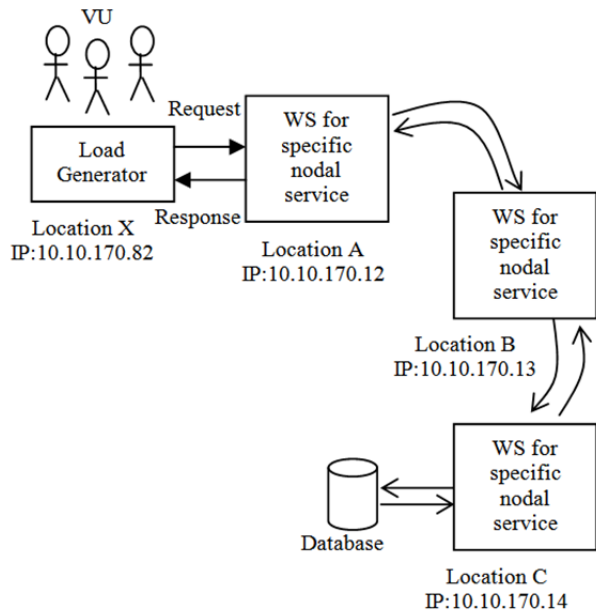 VU
Load
Generator
Location X
IP:10.10.170.82
Request
Response
WS for
specific
nodal
service
Location A
IP:10.10.170.12
WS for
specific
nodal
service
Location B
IP:10.10.170.13
WS for
specific
nodal
service
Database
Location C
IP:10.10.170.14